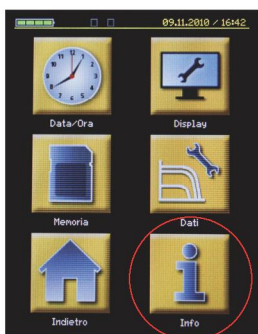 09.11.2010 / 16:42
Data/Ora
Display
Memoria
Dati
Indietro
Info